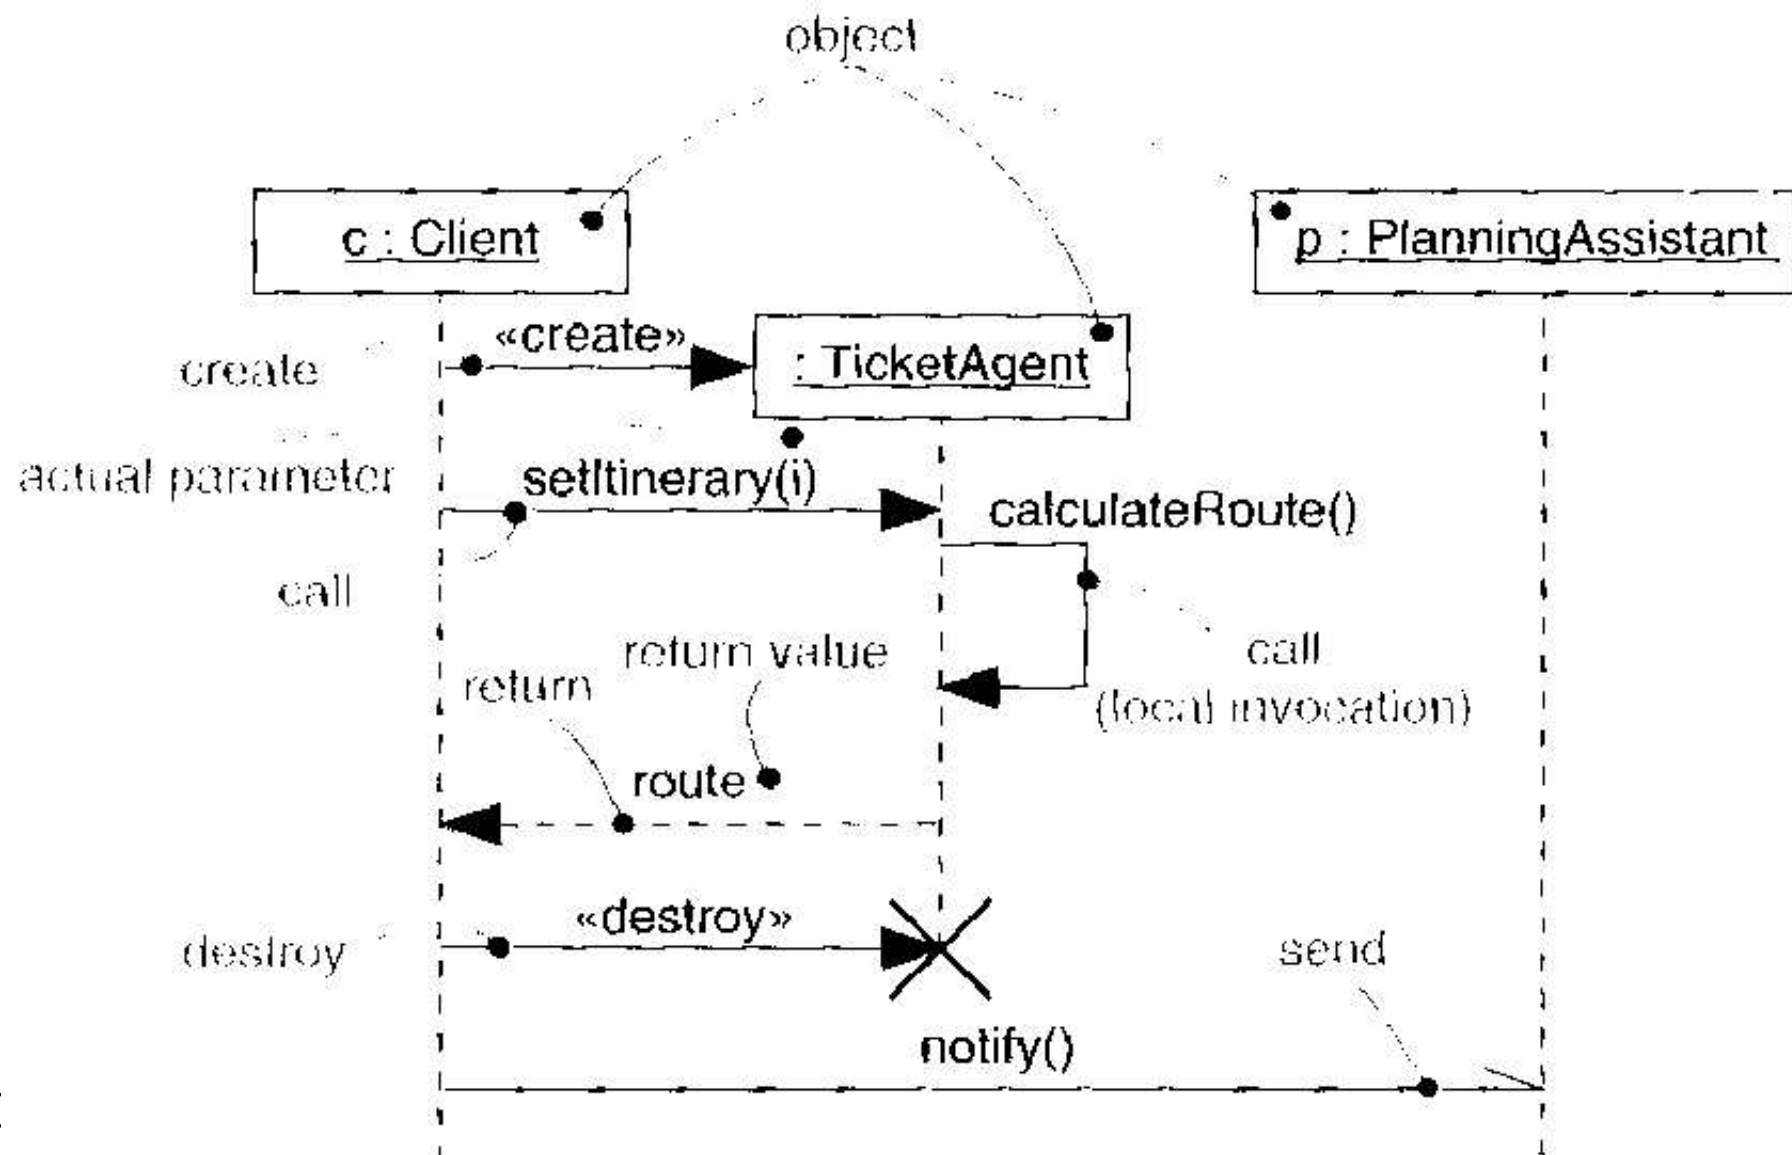 object
c : Client
p : PlanningAssistant
«create»
: TicketAgent
create
actual parameter
setItinerary(i)
calculateRoute()
call
return value
call
return
(local invocation)
route
«destroy»
destroy
send
notify()